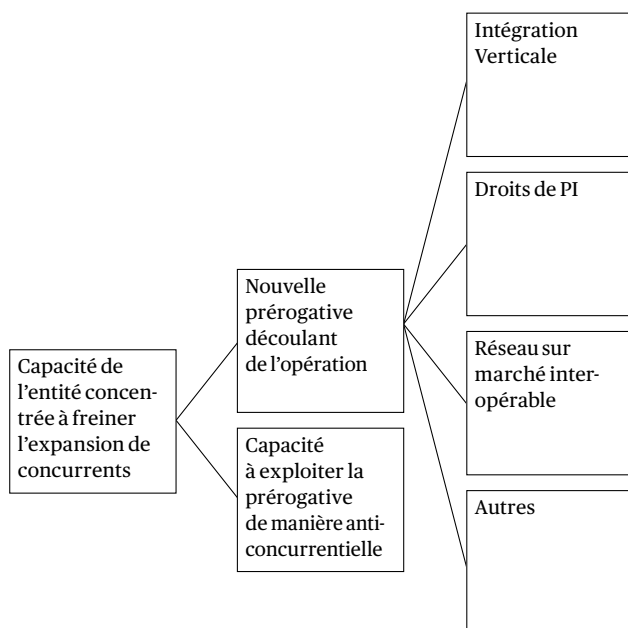 Capacité de
l'entité concen-
trée à freiner
l'expansion de
concurrents
Nouvelle
prérogative
découlant
de l'opération
Capacité
à exploiter la
prérogative
de manière anti-
concurrentielle
Intégration
Verticale
Droits de PI
Réseau sur
marché inter-
opérable
Autres